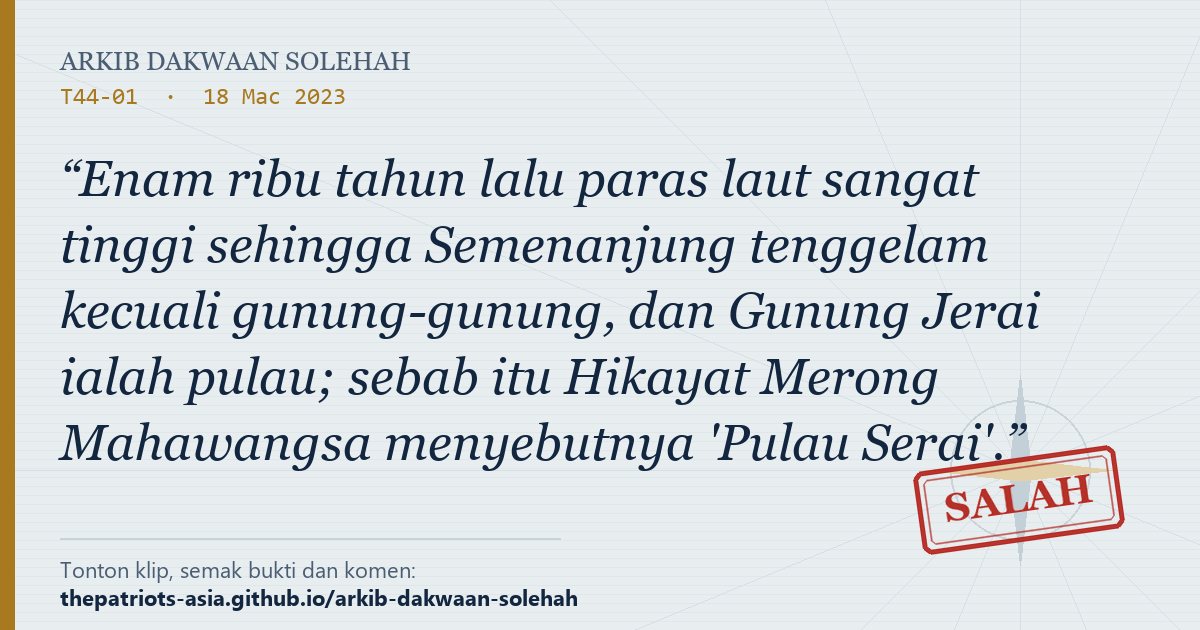 ARKIB DAKWAAN SOLEHAH
T44-01 · 18 Mac 2023
“Enam ribu tahun lalu paras laut sangat
tinggi sehingga Semenanjung tenggelam
kecuali gunung-gunung, dan Gunung Jerai
ialah pulau; sebab itu Hikayat Merong
Mahawangsa menyebutnya 'Pulau Serai'.”
SALAH
Tonton klip, semak bukti dan komen:
thepatriots-asia.github.io/arkib-dakwaan-solehah